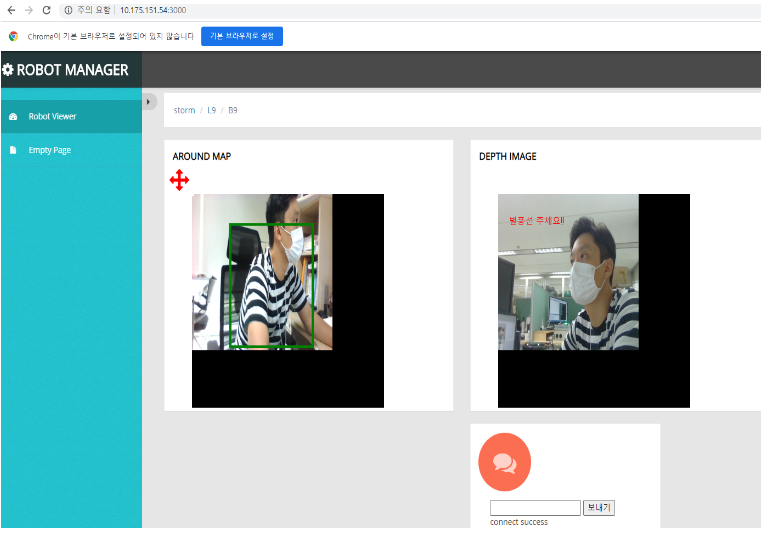 주의 요함 | 10.175.151.54:3000
Chrome이 기본 브라우저로 설정되어 있지 않습니다 기본 브라우저로 설정
ROBOT MANAGER
Robot Viewer
Empty Page
storm / L9 / B9
AROUND MAP
DEPTH IMAGE
별풍선 주세요!!
보내기
connect success